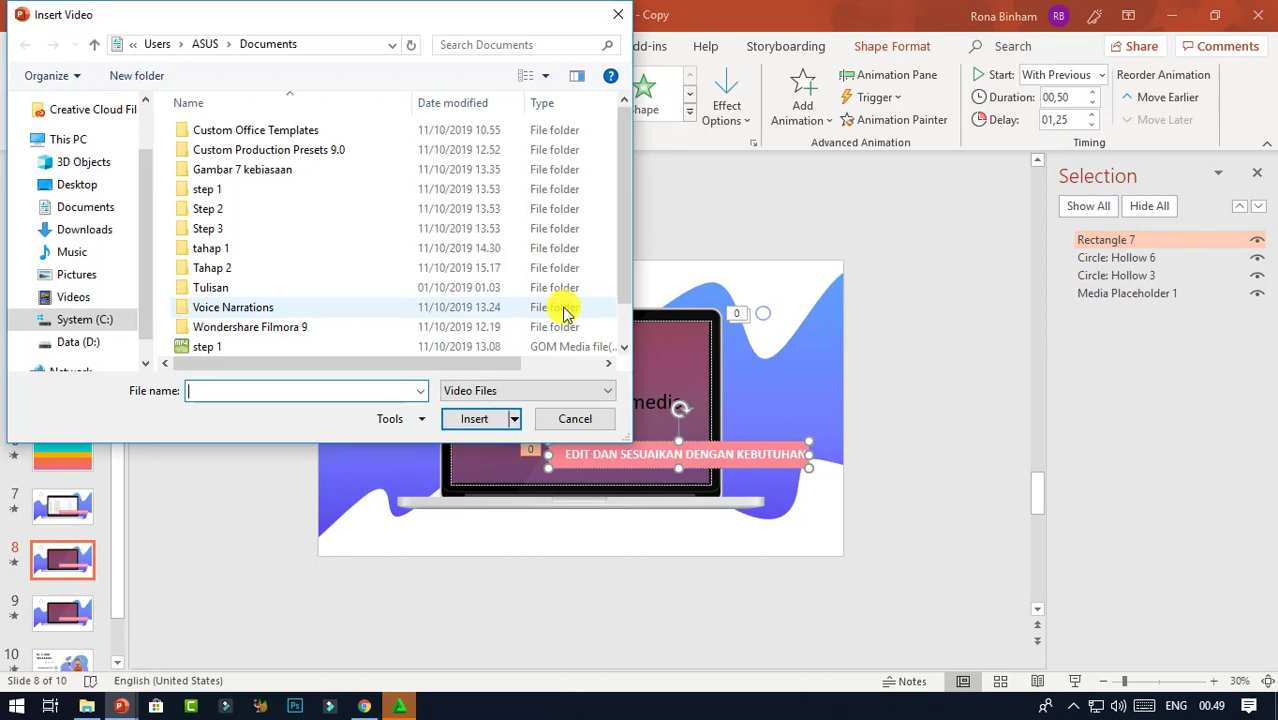 Insert Video
- Copy
Rona Binham
RB
Users
ASUS
Documents
Search Documents
Organize
New folder
Name
Date modified
Type
Creative Cloud Fil
This PC
3D Objects
Desktop
Documents
Downloads
Music
Pictures
Videos
System (C:)
Data (D:)
Custom Office Templates 11/10/2019 10.55 File folder
Custom Production Presets 9.0 11/10/2019 12.52 File folder
Gambar 7 kebiasaan 11/10/2019 13.35 File folder
step 1 11/10/2019 13.53 File folder
Step 2 11/10/2019 13.53 File folder
Step 3 11/10/2019 13.53 File folder
tahap 1 11/10/2019 14.30 File folder
Tahap 2 11/10/2019 15.17 File folder
Tulisan 01/10/2019 01.03 File folder
Voice Narrations 11/10/2019 13.24 File folder
Wondershare Filmora 9 11/10/2019 12.19 File folder
step 1 11/10/2019 13.08 GOM Media file(...
File name:
Video Files
Tools
Insert
Cancel
dd-ins
Help
Storyboarding
Shape Format
Search
Share
Comments
Shape
Effect
Options
Add
Animation
Animation Pane
Trigger
Animation Painter
Advanced Animation
Start: With Previous
Duration: 00,50
Delay: 01,25
Timing
Reorder Animation
Move Earlier
Move Later
Selection
Show All
Hide All
Rectangle 7
Circle: Hollow 6
Circle: Hollow 3
Media Placeholder 1
0
media
0
EDIT DAN SESUAIKAN DENGAN KEBUTUHAN
7
8
9
10
Slide 8 of 10
English (United States)
Notes
30%
ENG
00.49